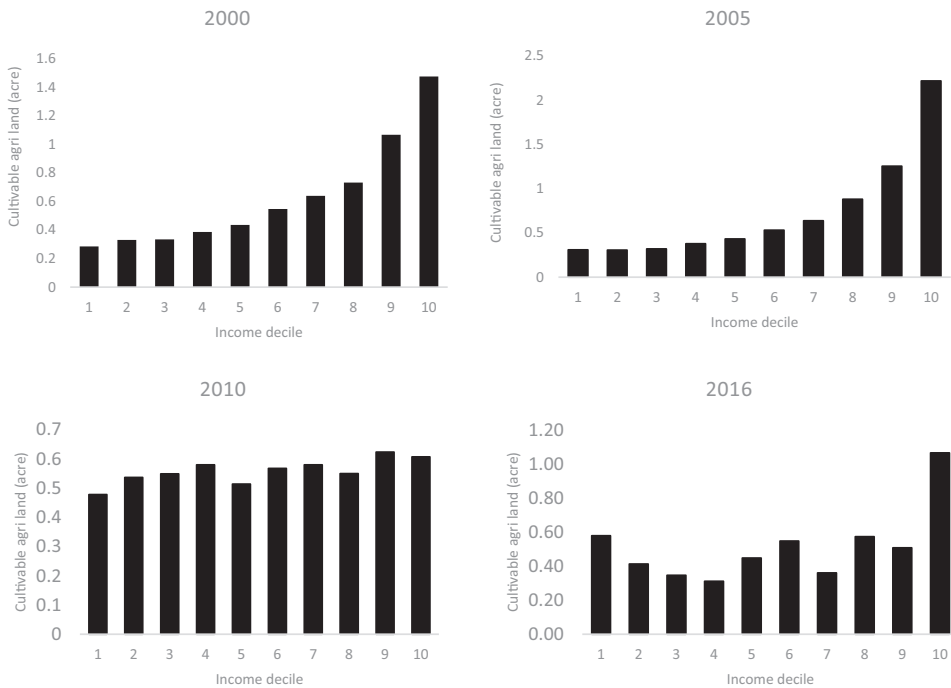 2000
Cultivable agri land (acre)
1.6
1.4
1.2
1
0.8
0.6
0.4
0.2
0
1 2 3 4 5 6 7 8 9 10
Income decile
2005
Cultivable agri land (acre)
2.5
2
1.5
1
0.5
0
1 2 3 4 5 6 7 8 9 10
Income decile
2010
Cultivable agri land (acre)
0.7
0.6
0.5
0.4
0.3
0.2
0.1
0
1 2 3 4 5 6 7 8 9 10
Income decile
2016
Cultivable agri land (acre)
1.20
1.00
0.80
0.60
0.40
0.20
0.00
1 2 3 4 5 6 7 8 9 10
Income decile